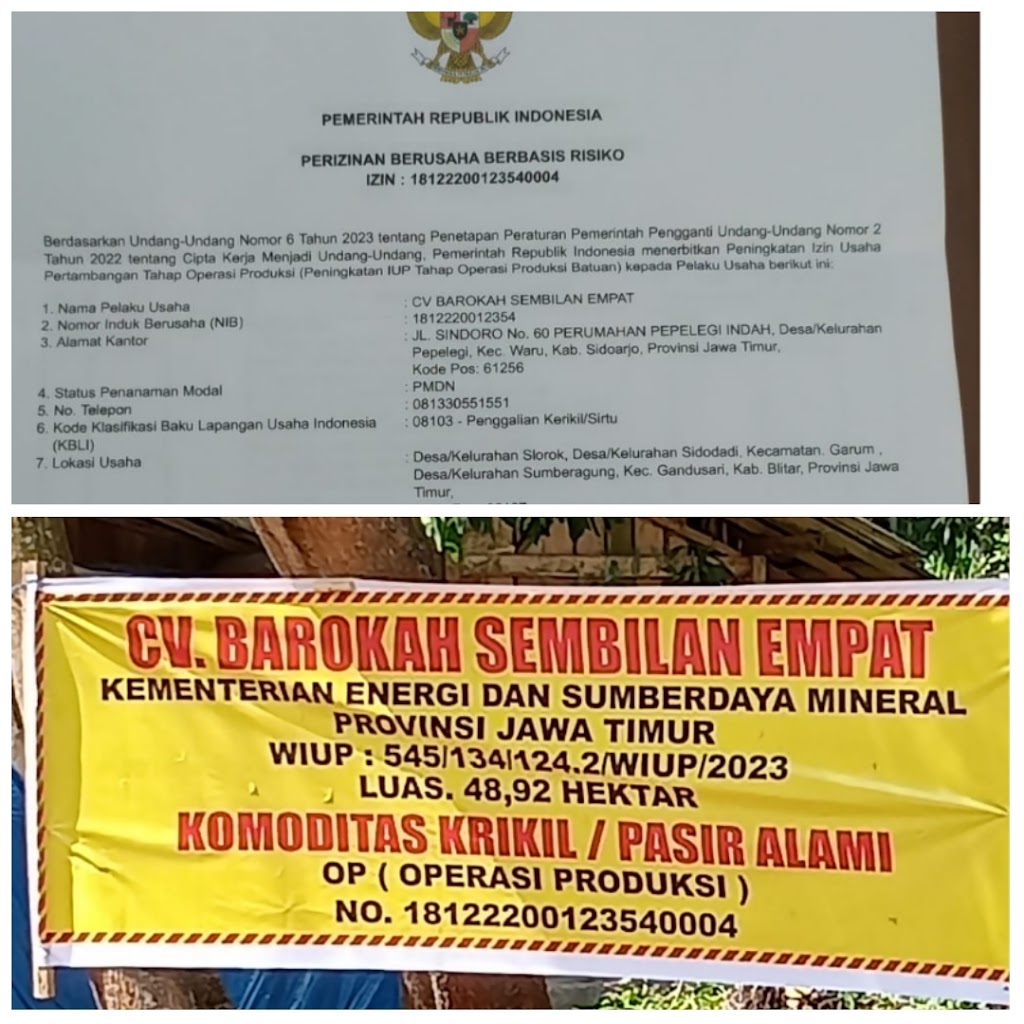 PEMERINTAH REPUBLIK INDONESIA
PERIZINAN BERUSAHA BERBASIS RISIKO
IZIN : 18122200123540004
Berdasarkan Undang-Undang Nomor 6 Tahun 2023 tentang Penetapan Peraturan Pemerintah Pengganti Undang-Undang Nomor 2
Tahun 2022 tentang Cipta Kerja Menjadi Undang-Undang, Pemerintah Republik Indonesia menerbitkan Peningkatan Izin Usaha
Pertambangan Tahap Operasi Produksi (Peningkatan IUP Tahap Operasi Produksi Batuan) kepada Pelaku Usaha berikut ini:
1. Nama Pelaku Usaha : CV BAROKAH SEMBILAN EMPAT
2. Nomor Induk Berusaha (NIB) : 1812220012354
3. Alamat Kantor : JL. SINDORO No. 60 PERUMAHAN PEPELEGI INDAH, Desa/Kelurahan
Pepelegi, Kec. Waru, Kab. Sidoarjo, Provinsi Jawa Timur,
Kode Pos: 61256
4. Status Penanaman Modal : PMDN
5. No. Telepon : 081330551551
6. Kode Klasifikasi Baku Lapangan Usaha Indonesia : 08103 - Penggalian Kerikil/Sirtu
(KBLI)
7. Lokasi Usaha : Desa/Kelurahan Slorok, Desa/Kelurahan Sidodadi, Kecamatan. Garum ,
Desa/Kelurahan Sumberagung, Kec. Gandusari, Kab. Blitar, Provinsi Jawa
Timur,
CV. BAROKAH SEMBILAN EMPAT
KEMENTERIAN ENERGI DAN SUMBERDAYA MINERAL
PROVINSI JAWA TIMUR
WIUP : 545/134/124.2/WIUP/2023
LUAS. 48,92 HEKTAR
KOMODITAS KRIKIL / PASIR ALAMI
OP ( OPERASI PRODUKSI )
NO. 18122200123540004